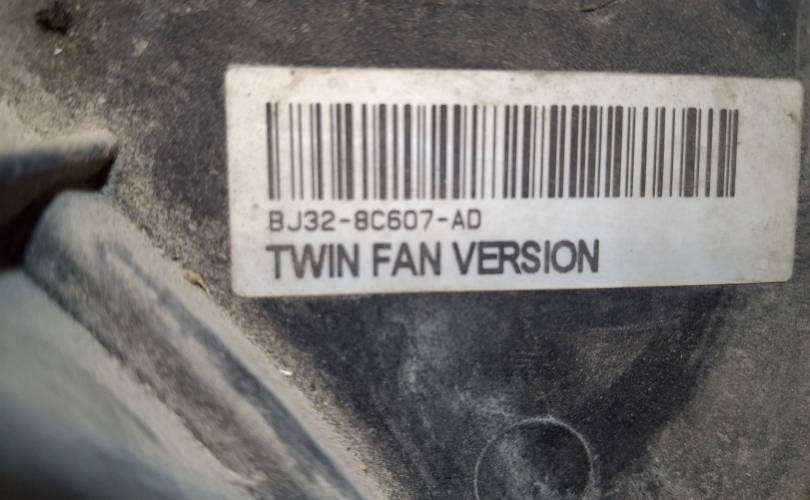 BJ32-8C607-AD
TWIN FAN VERSION